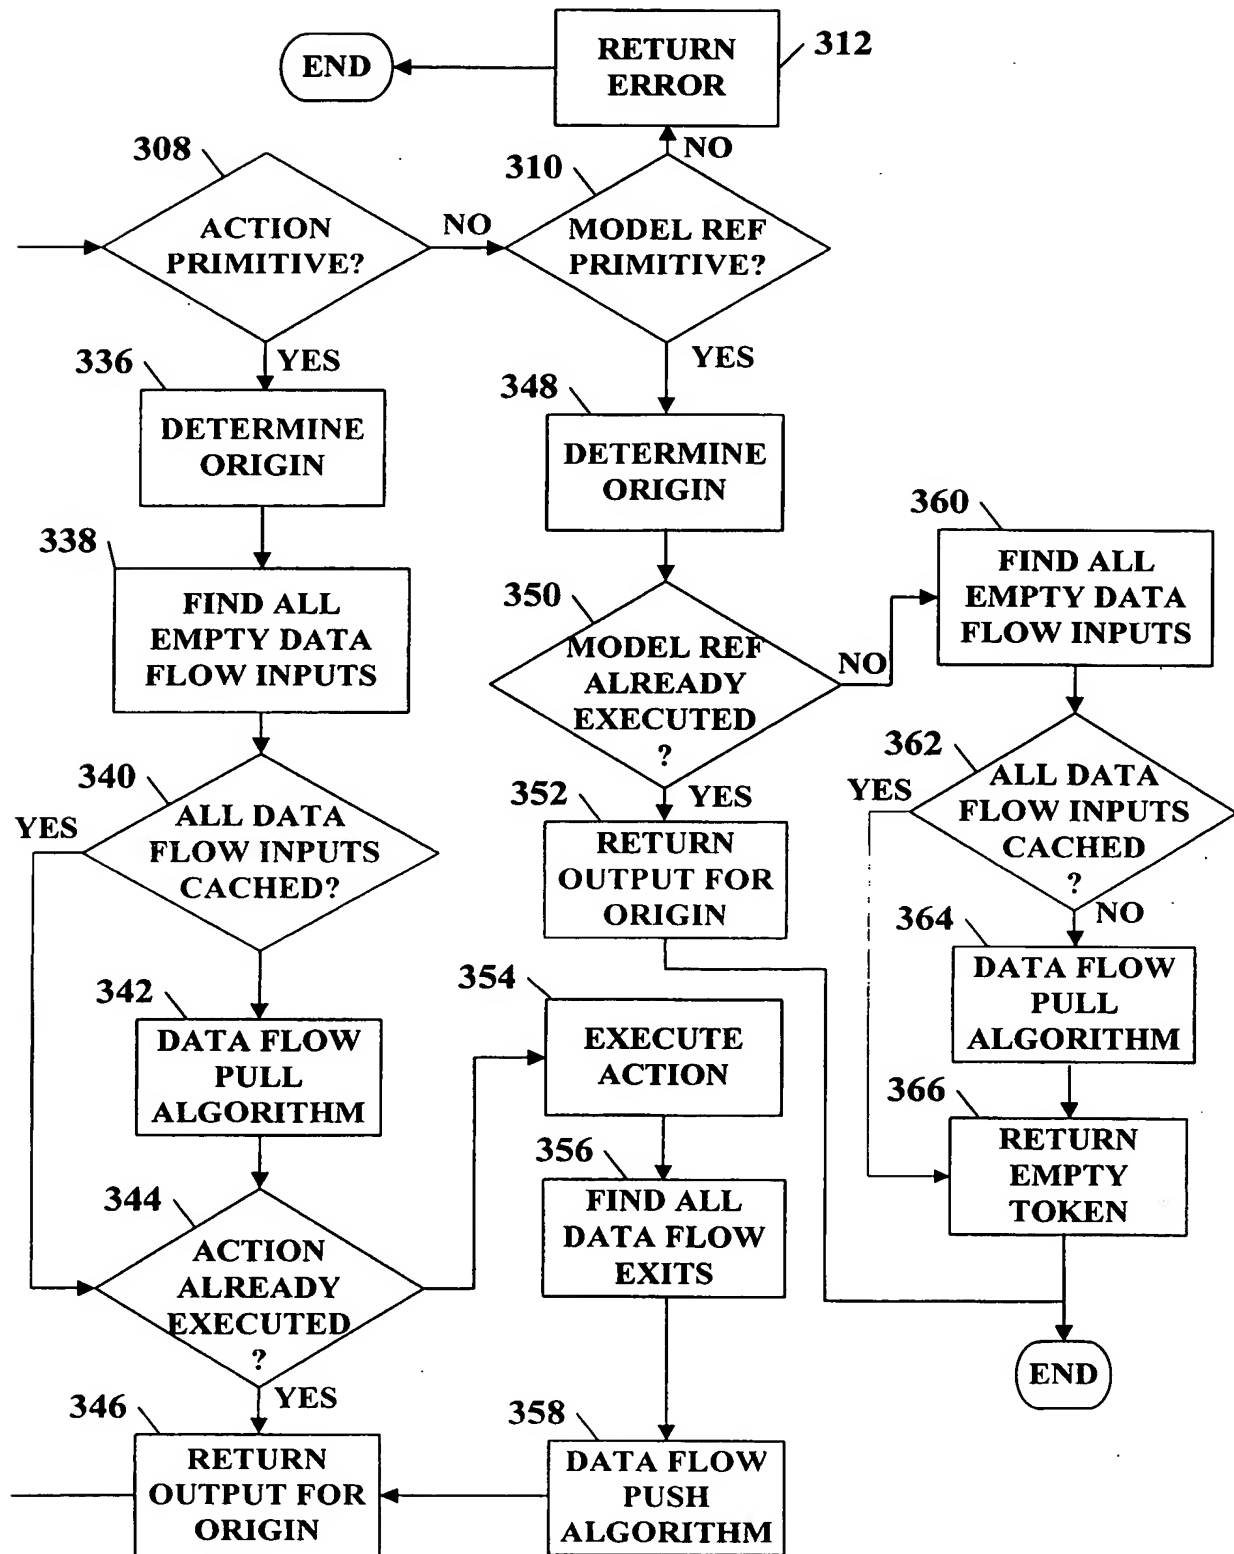 END
RETURN
ERROR
312
NO
308
ACTION
PRIMITIVE?
NO
310
MODEL REF
PRIMITIVE?
YES
336
DETERMINE
ORIGIN
YES
348
DETERMINE
ORIGIN
338
FIND ALL
EMPTY DATA
FLOW INPUTS
350
MODEL REF
ALREADY
EXECUTED
?
NO
360
FIND ALL
EMPTY DATA
FLOW INPUTS
340
ALL DATA
FLOW INPUTS
CACHED?
YES
YES
352
RETURN
OUTPUT FOR
ORIGIN
362
ALL DATA
FLOW INPUTS
CACHED
?
YES
NO
364
DATA FLOW
PULL
ALGORITHM
342
DATA FLOW
PULL
ALGORITHM
354
EXECUTE
ACTION
366
RETURN
EMPTY
TOKEN
344
ACTION
ALREADY
EXECUTED
?
356
FIND ALL
DATA FLOW
EXITS
END
YES
346
RETURN
OUTPUT FOR
ORIGIN
358
DATA FLOW
PUSH
ALGORITHM